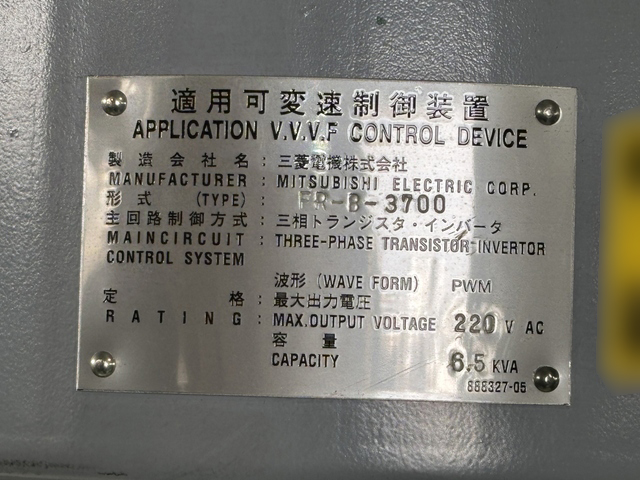 適用可変速制御装置
APPLICATION V.V.V.F CONTROL DEVICE
製造会社名:三菱電機株式会社
MANUFACTURER : MITSUBISHI ELECTRIC CORP.
形式 (TYPE) : FR-B-3700
主回路制御方式:三相トランジスタ・インバータ
MAINCIRCUIT : THREE-PHASE TRANSISTOR-INVERTOR
CONTROL SYSTEM
波形 (WAVE FORM) PWM
定格:最大出力電圧
RATING : MAX.OUTPUT VOLTAGE 220 V AC
容量
CAPACITY 6.5 KVA
888327-05